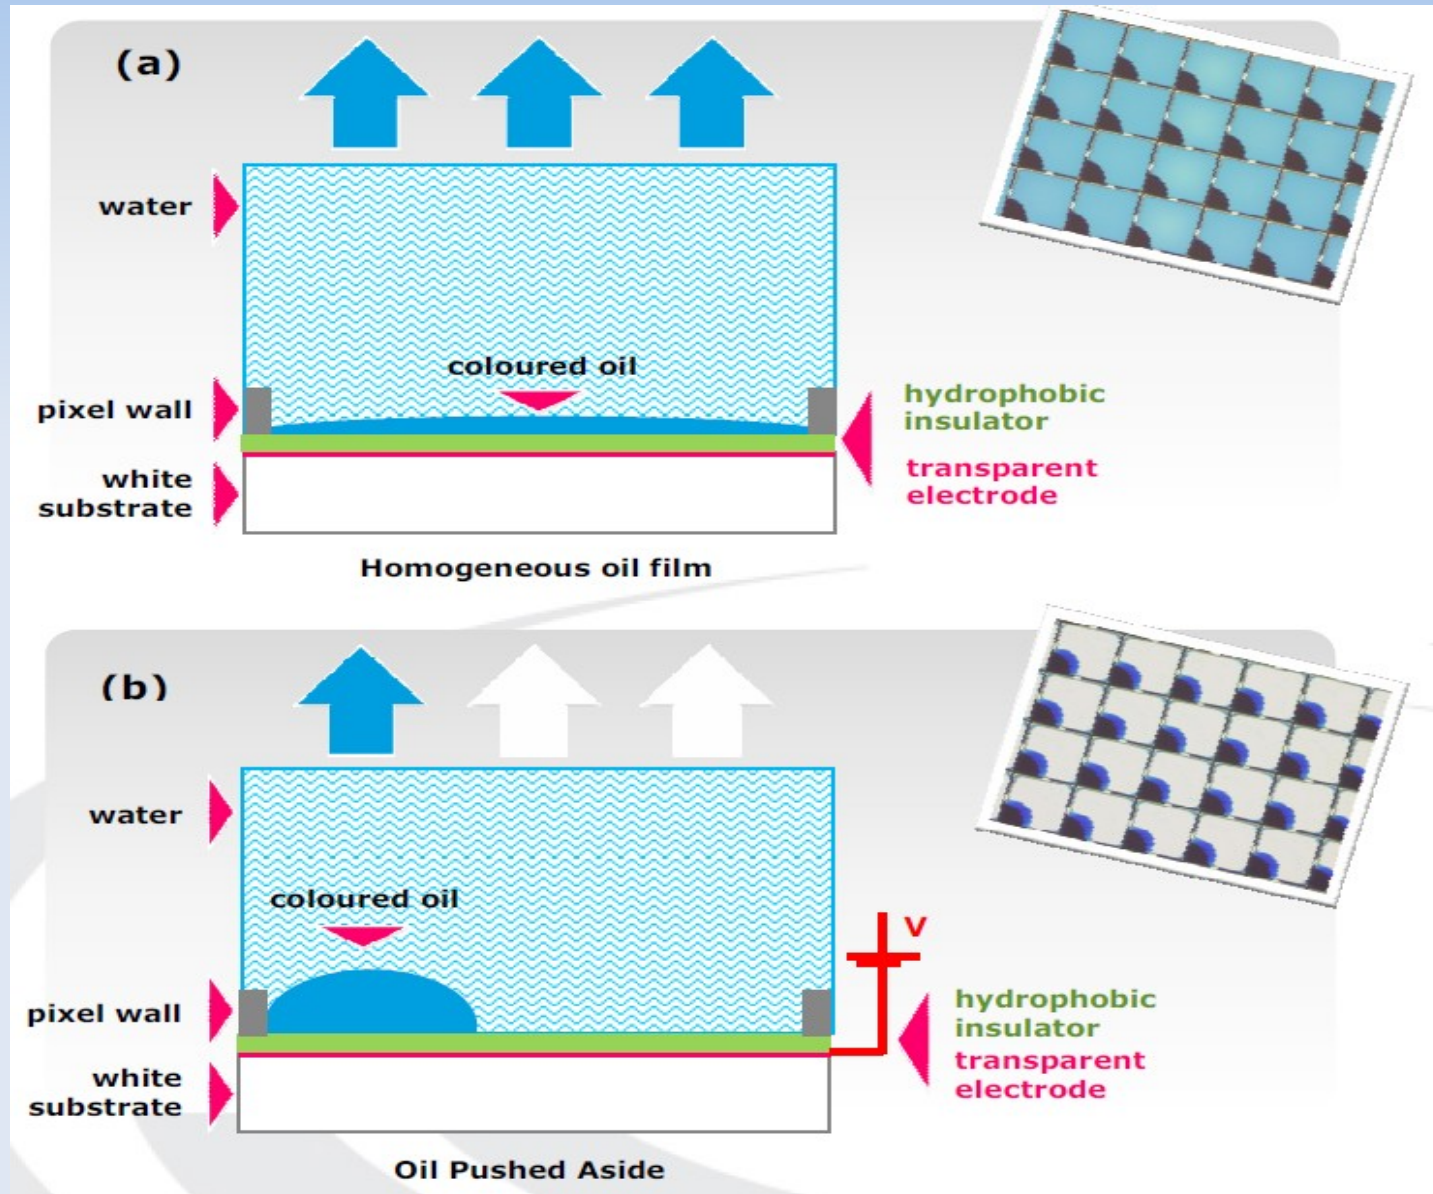 (a)
water
coloured oil
pixel wall
hydrophobic
insulator
white
substrate
transparent
electrode
Homogeneous oil film
(b)
water
coloured oil
V
pixel wall
hydrophobic
insulator
transparent
electrode
white
substrate
Oil Pushed Aside